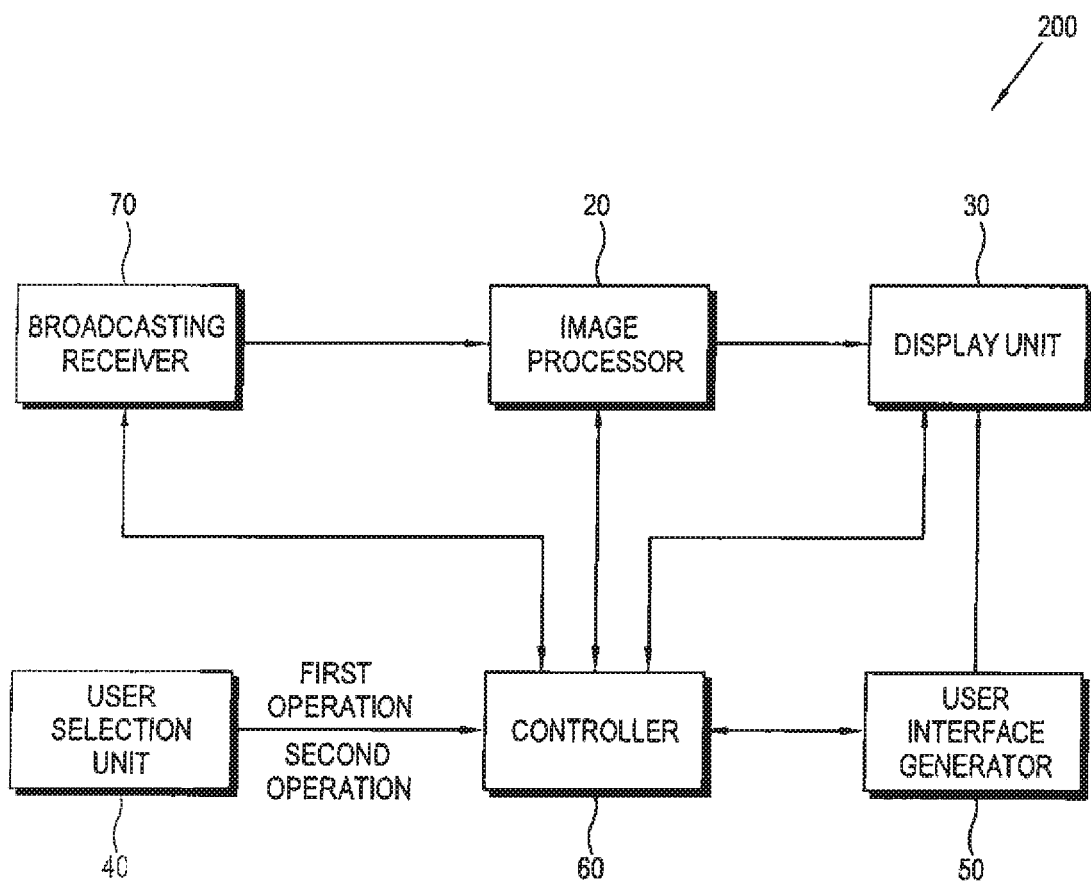 200
70
20
30
BROADCASTING
RECEIVER
IMAGE
PROCESSOR
DISPLAY UNIT
USER
SELECTION
UNIT
FIRST
OPERATION
SECOND
OPERATION
CONTROLLER
USER
INTERFACE
GENERATOR
40
60
50